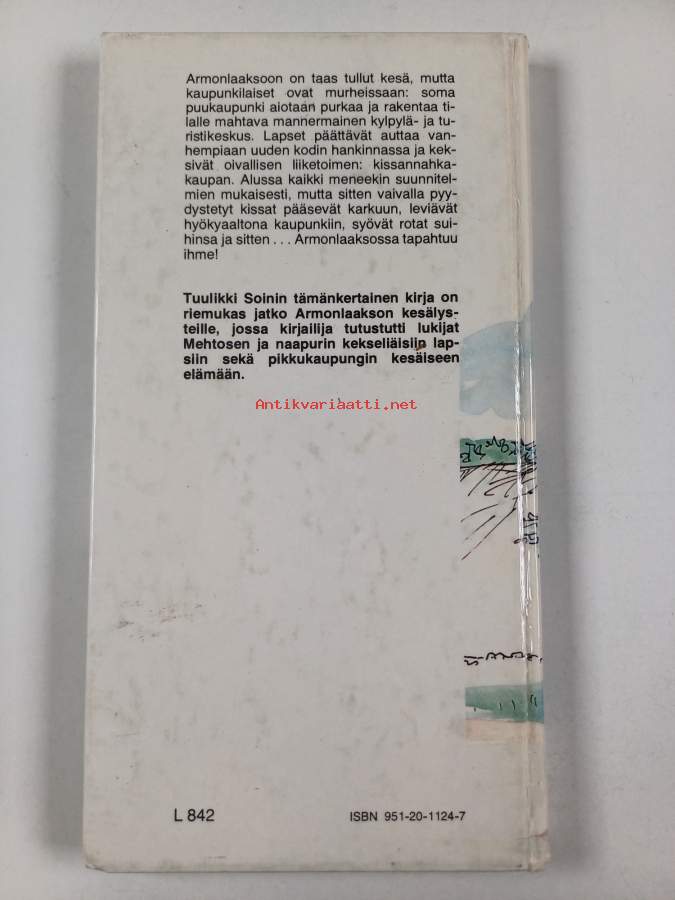 Armonlaaksoon on taas tullut kesä, mutta
kaupunkilaiset ovat murheissaan: soma
puukaupunki aiotaan purkaa ja rakentaa ti-
lalle mahtava mannermainen kylpylä- ja tu-
ristikeskus. Lapset päättävät auttaa van-
hempiaan uuden kodin hankinnassa ja kek-
sivät oivallisen liiketoimen: kissannahka-
kaupan. Alussa kaikki meneekin suunnitel-
mien mukaisesti, mutta sitten vaivalla pyy-
dystetyt kissat pääsevät karkuun, leviävät
hyökyaaltona kaupunkiin, syövät rotat sui-
hinsa ja sitten . . . Armonlaaksossa tapahtuu
ihme!
Tuulikki Soinin tämänkertainen kirja on
riemukas jatko Armonlaakson kesälys-
teille, jossa kirjailija tutustutti lukijat
Mehtosen ja naapurin kekseliäisiin lap-
siin sekä pikkukaupungin kesäiseen
elämään.
Antikvariaatti.net
L 842
ISBN 951-20-1124-7